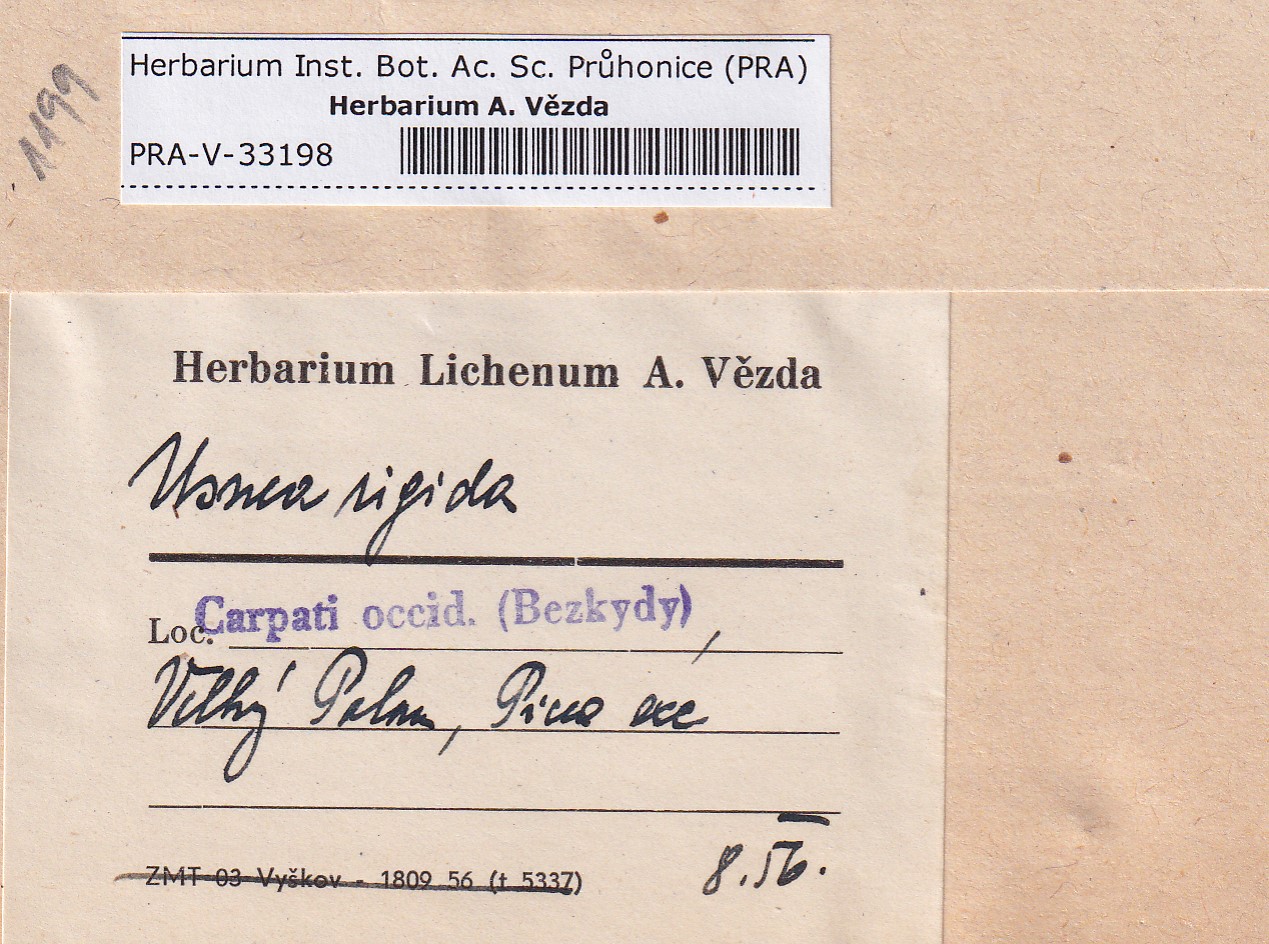 1199
Herbarium Inst. Bot. Ac. Sc. Průhonice (PRA)
Herbarium A. Vězda
PRA-V-33198
Herbarium Lichenum A. Vězda
Usnea rigida
Loc. Carpati occid. (Bezkydy),
Velký Polom, Picea exc
ZMT 03 Vyškov - 1809 56 (t 5337)
8.56.